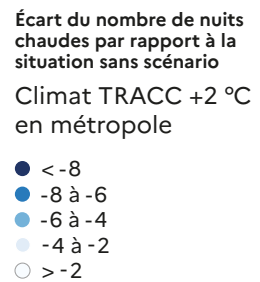 Écart du nombre de nuits
chaudes par rapport à la
situation sans scénario
Climat TRACC +2 °C
en métropole
< -8
-8 à -6
-6 à -4
-4 à -2
> -2